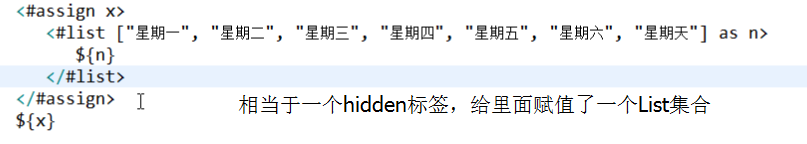 <#assign x>
<#list ["星期一", "星期二", "星期三", "星期四", "星期五", "星期六", "星期天"] as n>
${n}
</#list>
</#assign>
相当于一个hidden标签，给里面赋值了一个List集合
${x}